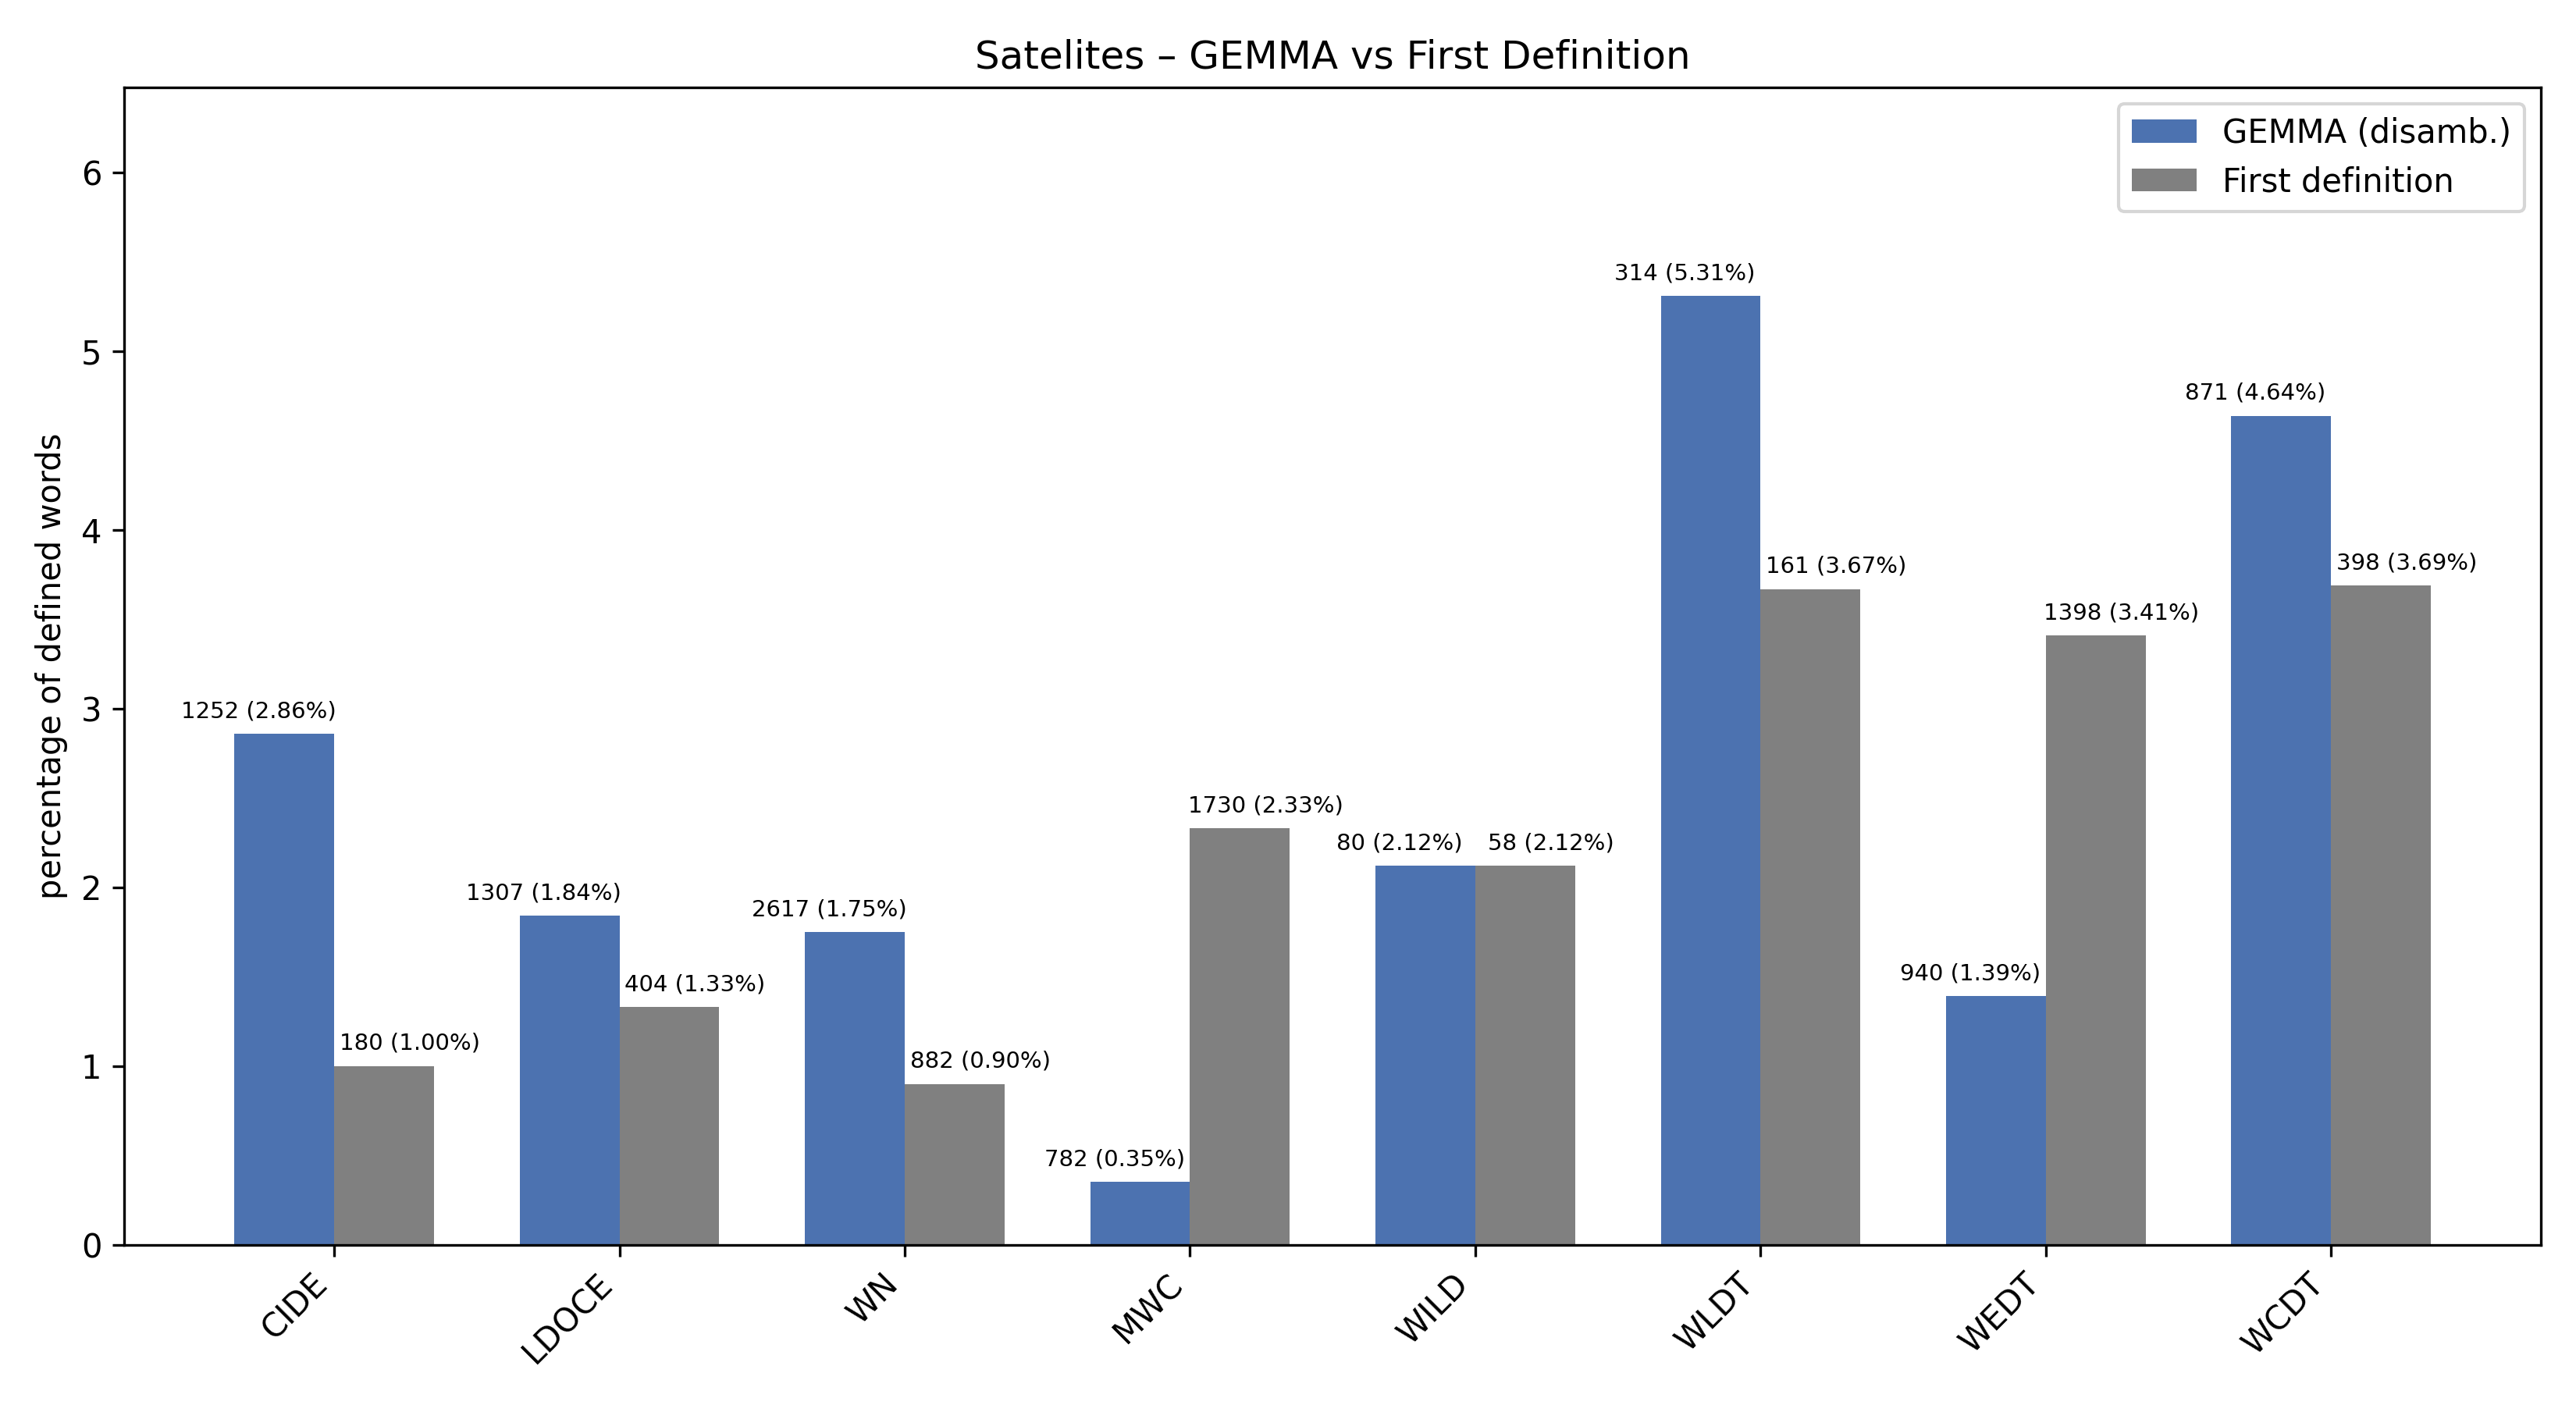 Satelites – GEMMA vs First Definition
GEMMA (disamb.)
First definition
percentage of defined words
6
5
4
3
2
1
0
1252 (2.86%)
180 (1.00%)
1307 (1.84%)
404 (1.33%)
2617 (1.75%)
882 (0.90%)
782 (0.35%)
1730 (2.33%)
80 (2.12%)
58 (2.12%)
314 (5.31%)
161 (3.67%)
940 (1.39%)
1398 (3.41%)
871 (4.64%)
398 (3.69%)
CIDE
LDOCE
WN
MWC
WILD
WLDT
WEDT
WCDT